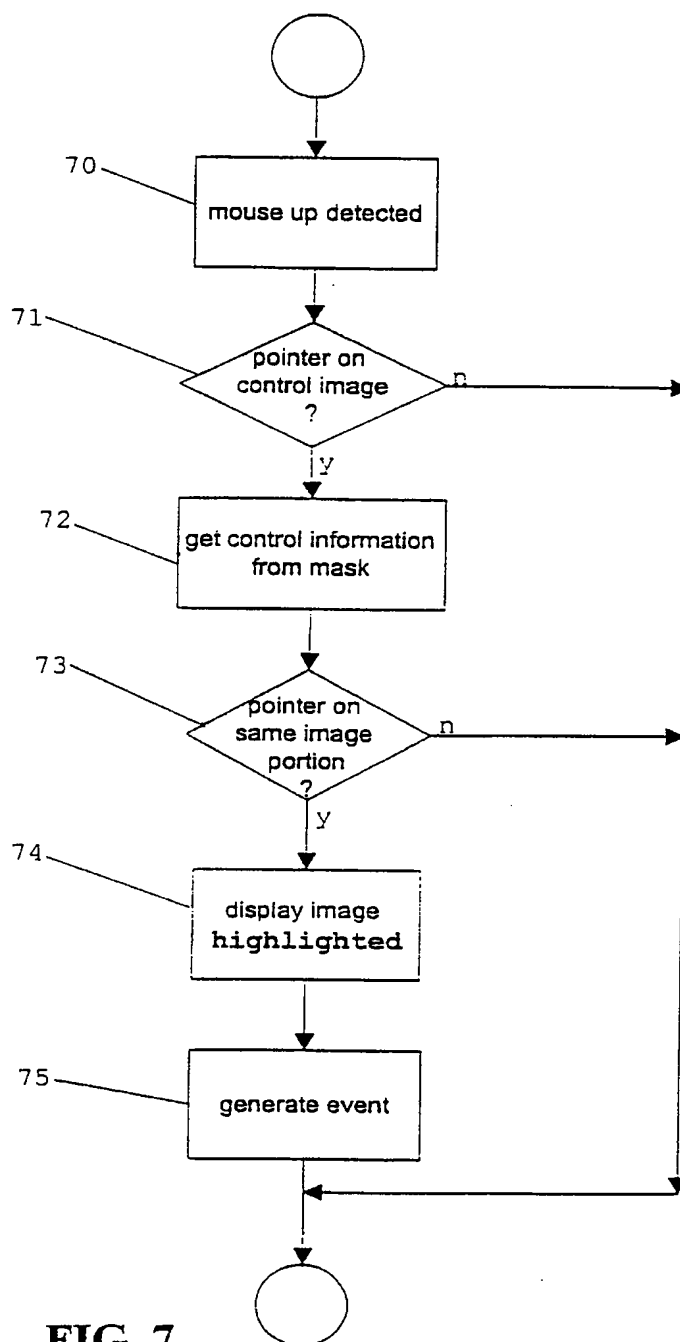 70
mouse up detected
71
pointer on
control image
?
n
y
72
get control information
from mask
73
pointer on
same image
portion
?
n
y
74
display image
highlighted
75
generate event
FIG. 7